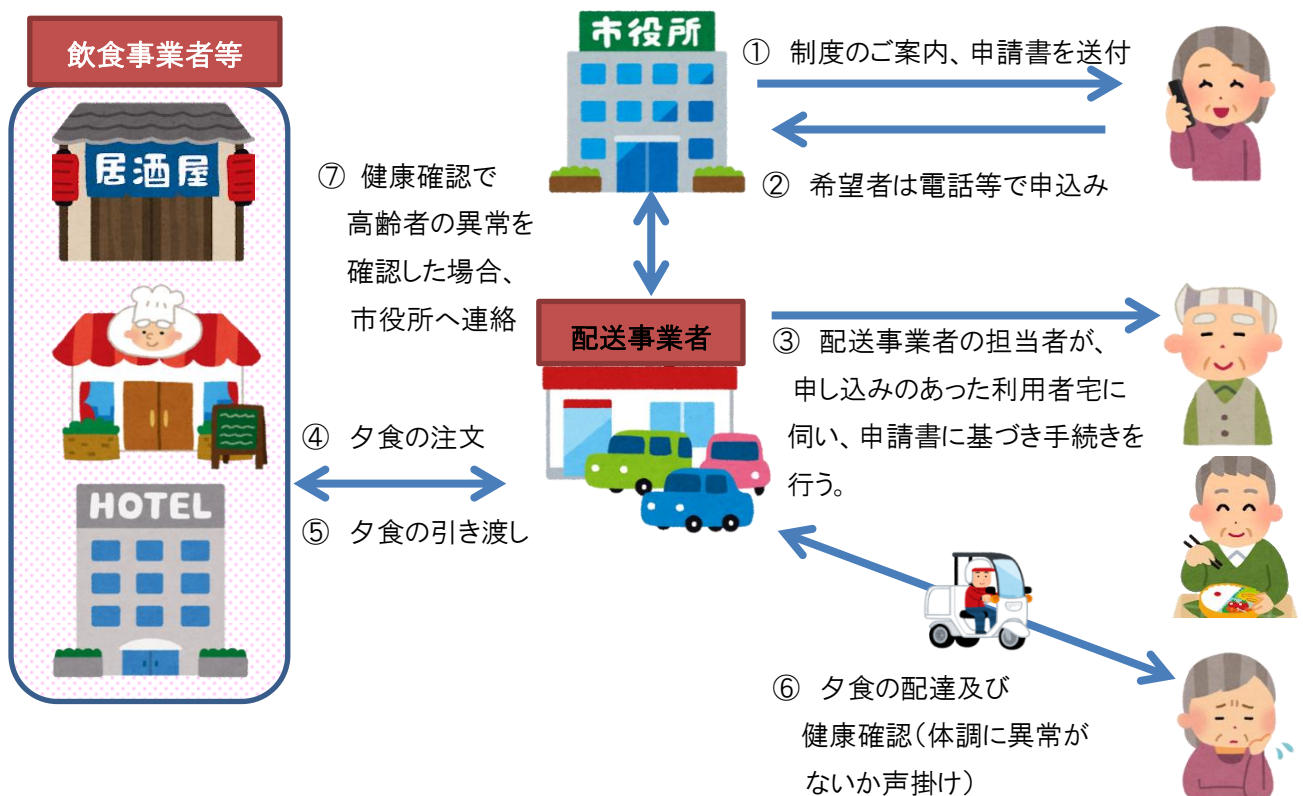 飲食事業者等
居酒屋
HOTEL
市役所
① 制度のご案内、申請書を送付
② 希望者は電話等で申込み
⑦ 健康確認で
高齢者の異常を
確認した場合、
市役所へ連絡
配送事業者
③ 配送事業者の担当者が、
申し込みのあった利用者宅に
伺い、申請書に基づき手続きを
行う。
④ 夕食の注文
⑤ 夕食の引き渡し
⑥ 夕食の配達及び
健康確認(体調に異常が
ないか声掛け)